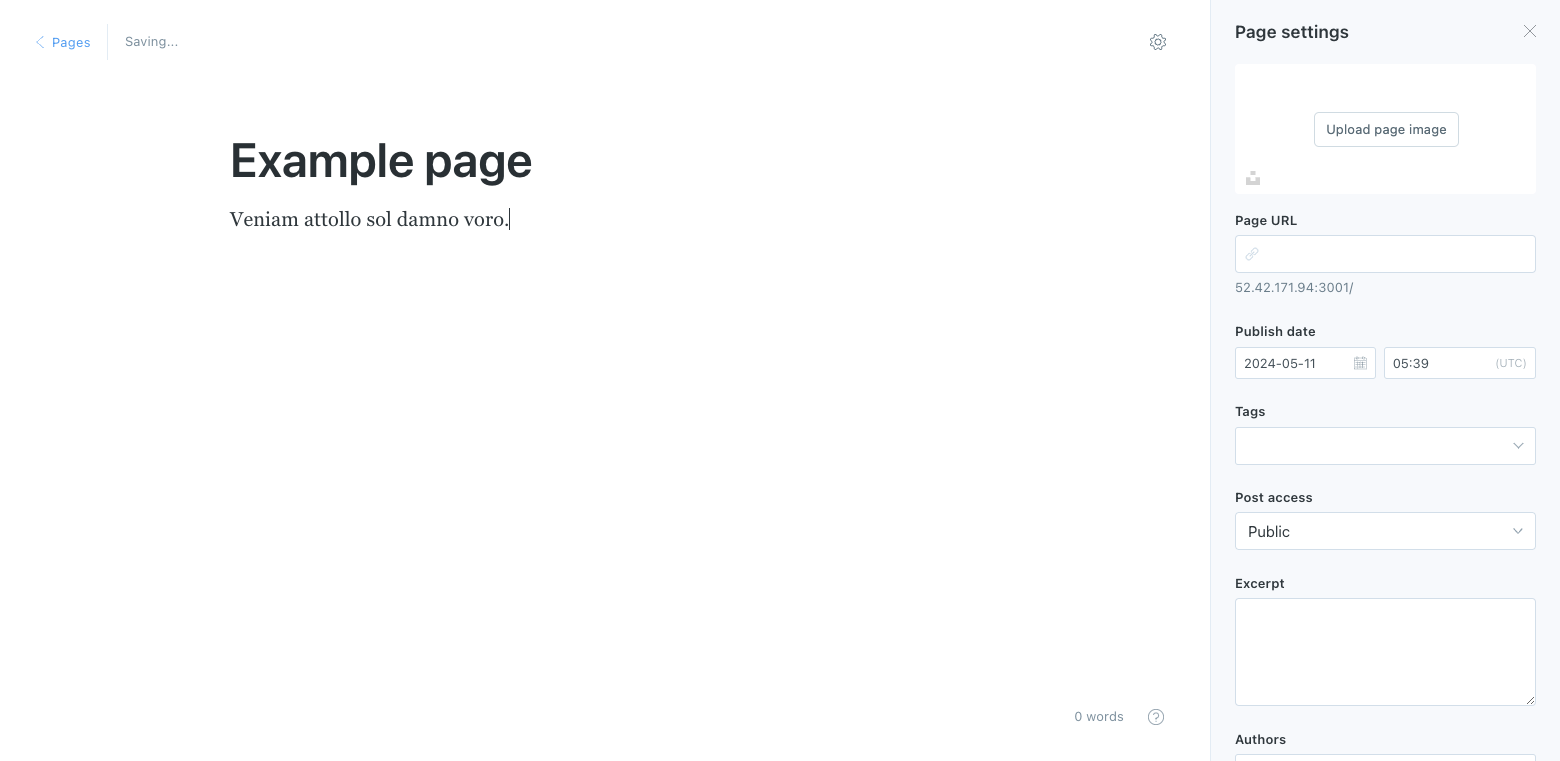 Pages
Saving...
Page settings
Upload page image
Example page
Veniam attollo sol damno voro.
Page URL
52.42.171.94:3001/
Publish date
2024-05-11
05:39
(UTC)
Tags
Post access
Public
Excerpt
0 words
Authors